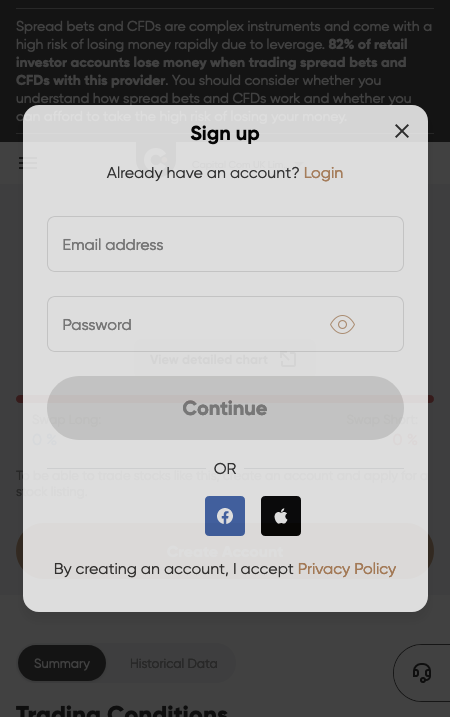 Spread bets and CFDs are complex instruments and come with a
high risk of losing money rapidly due to leverage. 82% of retail
investor accounts lose money when trading spread bets and
CFDs with this provider. You should consider whether you
understand how spread bets and CFDs work and whether you
can afford to take the high risk of losing your money.
Sign up
Already have an account? Login
Email address
Password
View detailed chart
Continue
OR
Create Account
By creating an account, I accept Privacy Policy
Summary
Historical Data
Trading Conditions